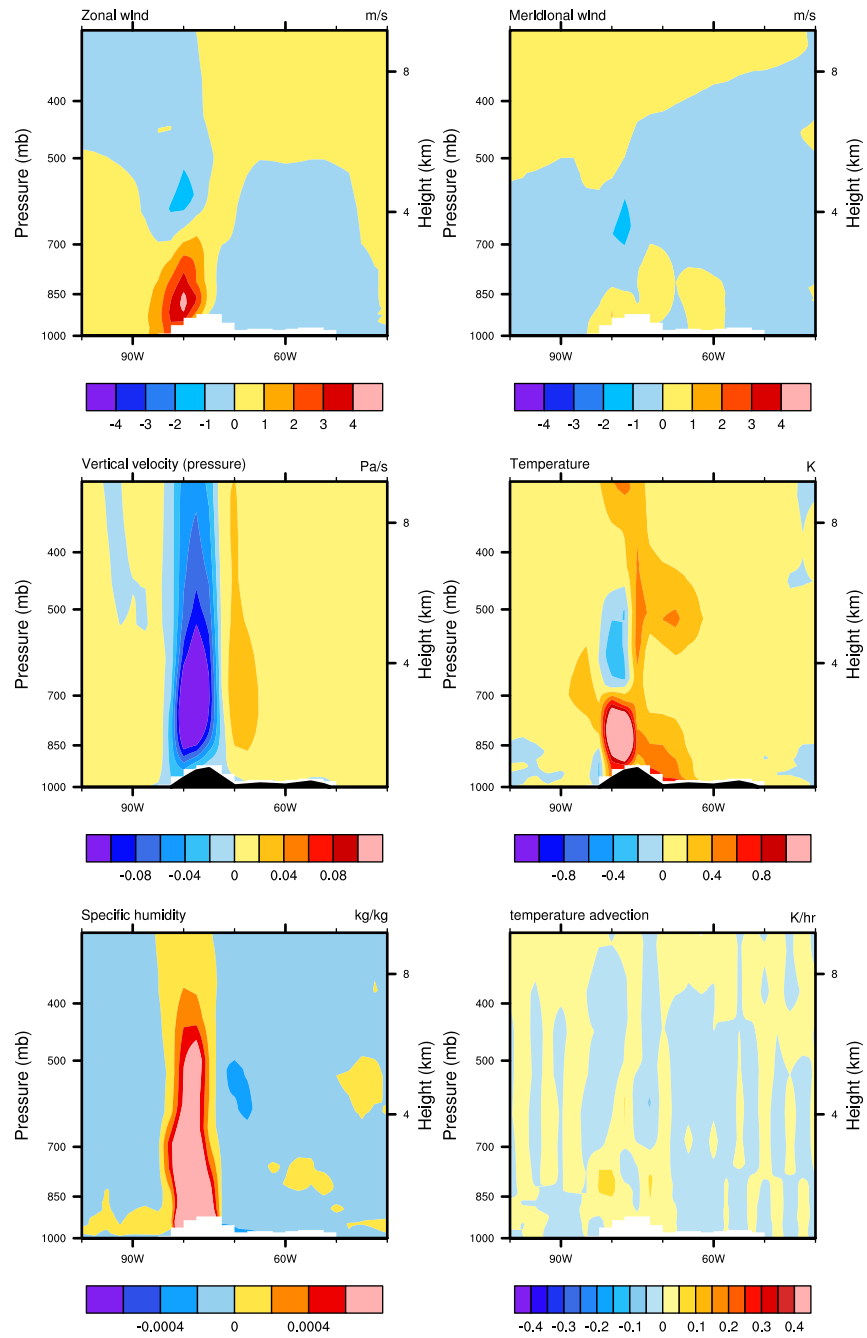 Zonal wind m/s
Pressure (mb)
400
500
700
850
1000
8
4
Height (km)
90W 60W
-4 -3 -2 -1 0 1 2 3 4
Meridional wind m/s
Pressure (mb)
400
500
700
850
1000
8
4
Height (km)
90W 60W
-4 -3 -2 -1 0 1 2 3 4
Vertical velocity (pressure) Pa/s
Pressure (mb)
400
500
700
850
1000
8
4
Height (km)
90W 60W
-0.08 -0.04 0 0.04 0.08
Temperature K
Pressure (mb)
400
500
700
850
1000
8
4
Height (km)
90W 60W
-0.8 -0.4 0 0.4 0.8
Specific humidity kg/kg
Pressure (mb)
400
500
700
850
1000
8
4
Height (km)
90W 60W
-0.0004 0 0.0004
temperature advection K/hr
Pressure (mb)
400
500
700
850
1000
8
4
Height (km)
90W 60W
-0.4 -0.3 -0.2 -0.1 0 0.1 0.2 0.3 0.4